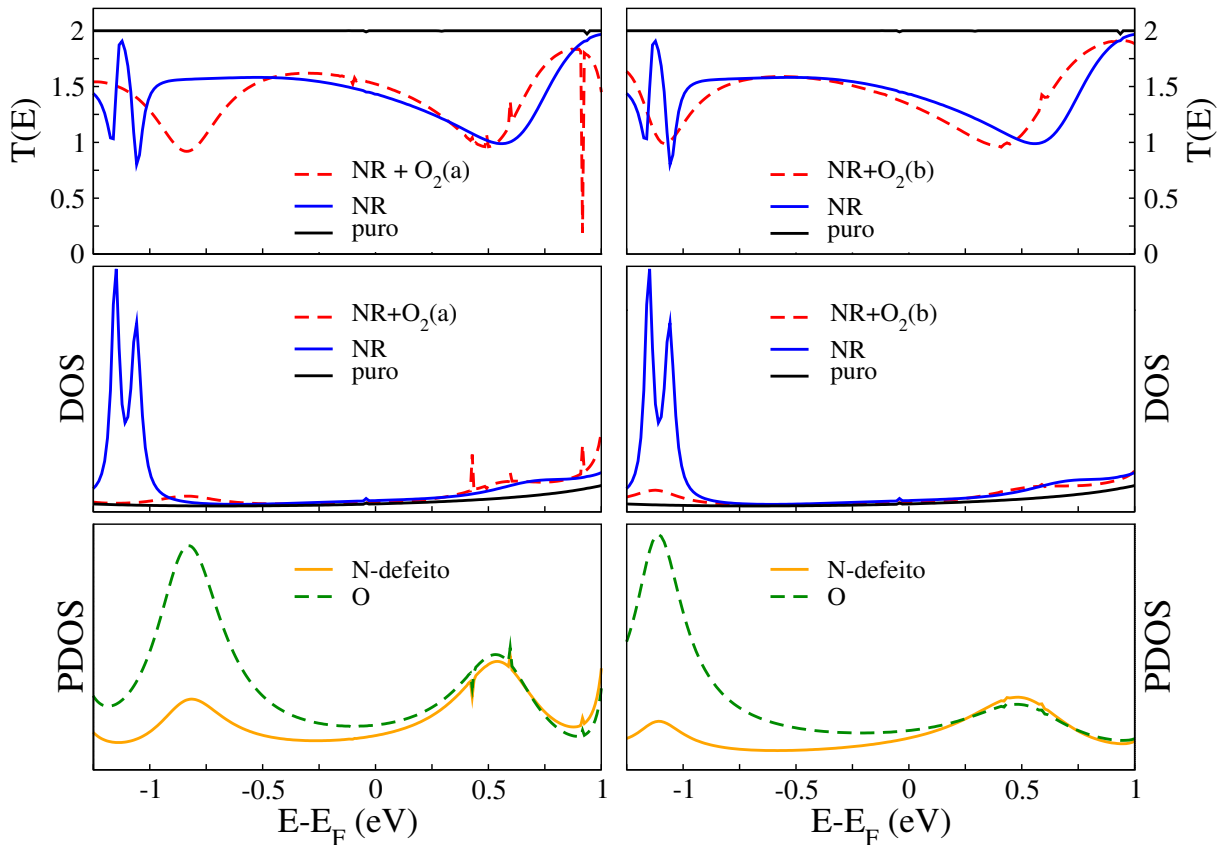 T(E)
2
1.5
1
0.5
0
NR + O2(a)
NR
puro
NR+O2(b)
NR
puro
2
1.5
1
0.5
0
T(E)
DOS
NR+O2(a)
NR
puro
NR+O2(b)
NR
puro
DOS
PDOS
N-defeito
O
N-defeito
O
PDOS
-1 -0.5 0 0.5 1
-1 -0.5 0 0.5 1
E-EF (eV)
E-EF (eV)